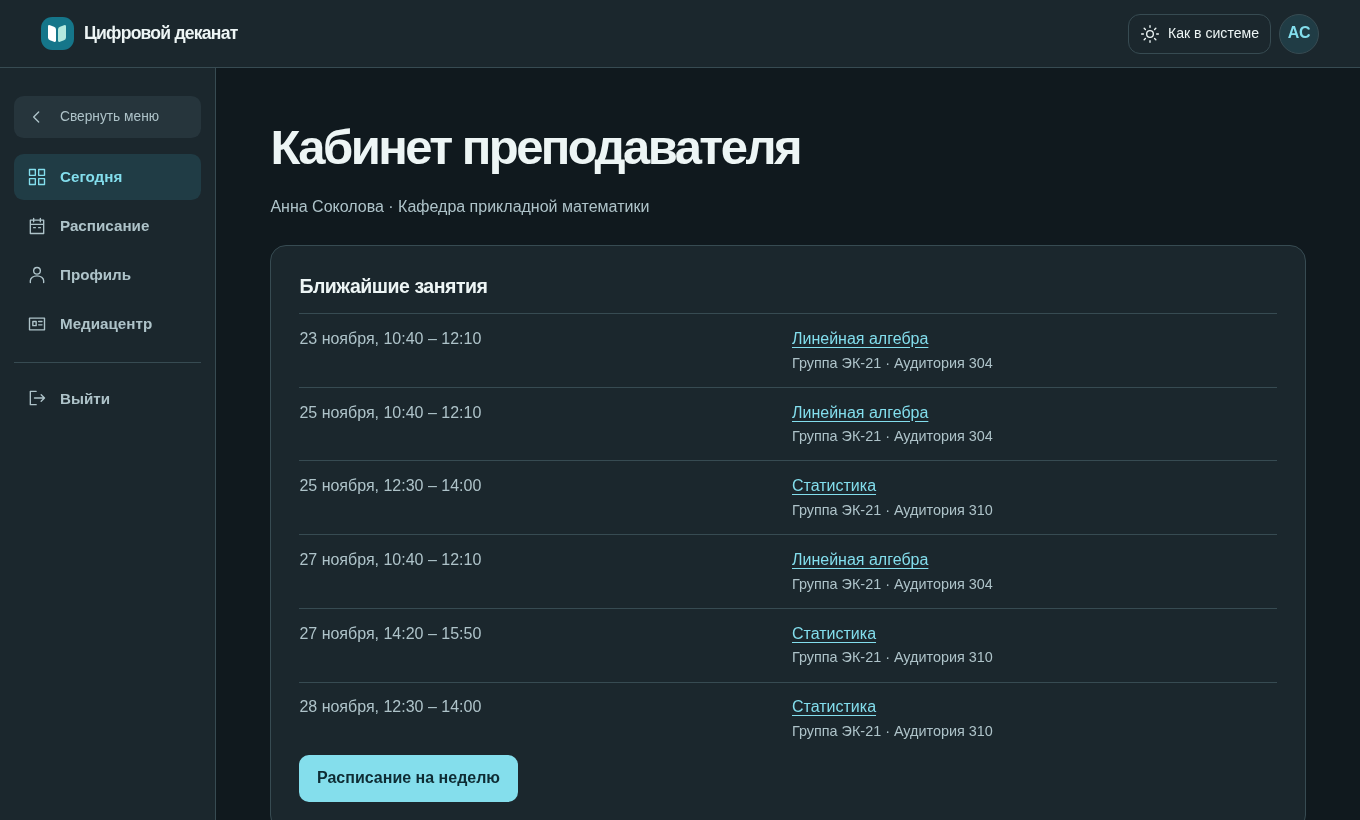 Цифровой деканат
Как в системе
АС
Свернуть меню
Сегодня
Расписание
Профиль
Медиацентр
Выйти
Кабинет преподавателя
Анна Соколова · Кафедра прикладной математики
Ближайшие занятия
23 ноября, 10:40 – 12:10
Линейная алгебра
Группа ЭК-21 · Аудитория 304
25 ноября, 10:40 – 12:10
Линейная алгебра
Группа ЭК-21 · Аудитория 304
25 ноября, 12:30 – 14:00
Статистика
Группа ЭК-21 · Аудитория 310
27 ноября, 10:40 – 12:10
Линейная алгебра
Группа ЭК-21 · Аудитория 304
27 ноября, 14:20 – 15:50
Статистика
Группа ЭК-21 · Аудитория 310
28 ноября, 12:30 – 14:00
Статистика
Группа ЭК-21 · Аудитория 310
Расписание на неделю